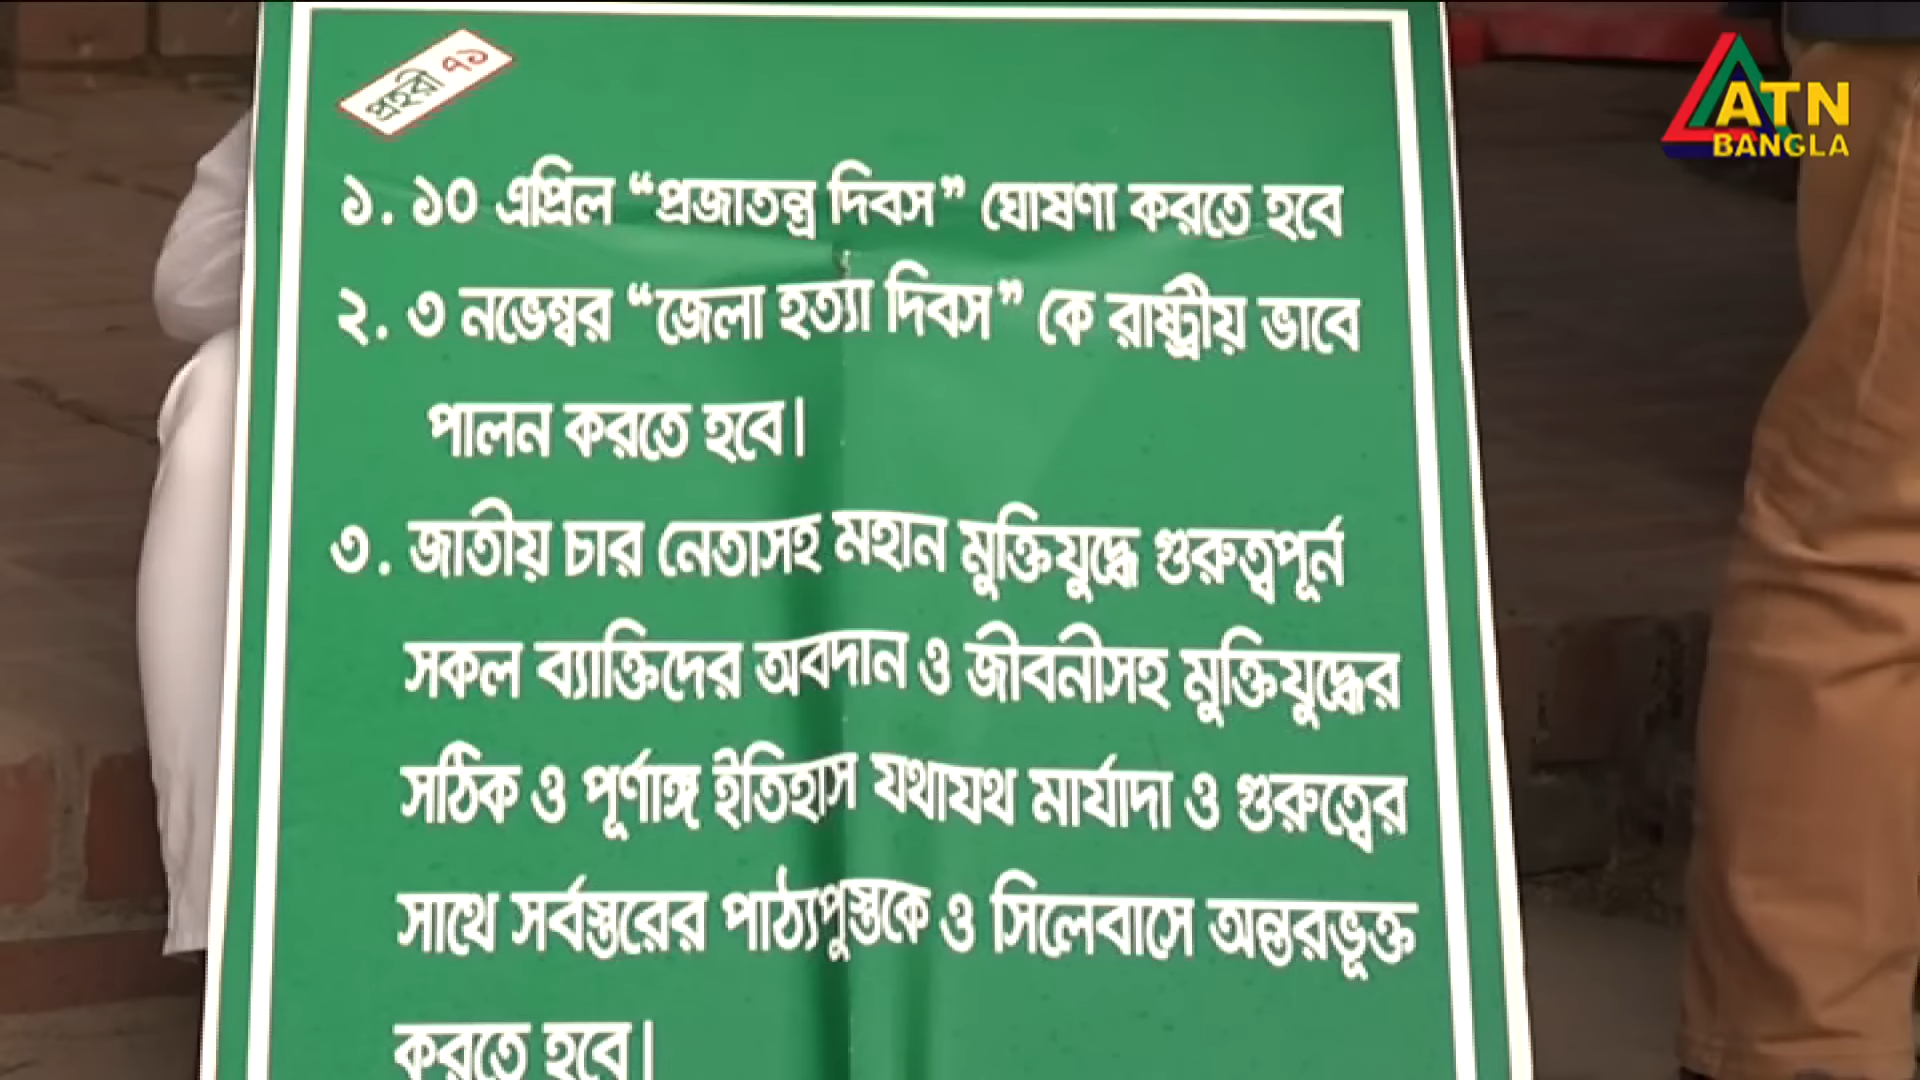 প্রহরী ৭১
ATN
BANGLA
১. ১০ এপ্রিল “প্রজাতন্ত্র দিবস” ঘোষণা করতে হবে
২. ৩ নভেম্বর “জেলা হত্যা দিবস” কে রাষ্ট্রীয় ভাবে
পালন করতে হবে।
৩. জাতীয় চার নেতাসহ মহান মুক্তিযুদ্ধে গুরুত্বপূর্ন
সকল ব্যাক্তিদের অবদান ও জীবনীসহ মুক্তিযুদ্ধের
সঠিক ও পূর্ণাঙ্গ ইতিহাস যথাযথ মার্যাদা ও গুরুত্বের
সাথে সর্বস্তরের পাঠ্যপুস্তকে ও সিলেবাসে অন্তরভূক্ত
করতে হবে।